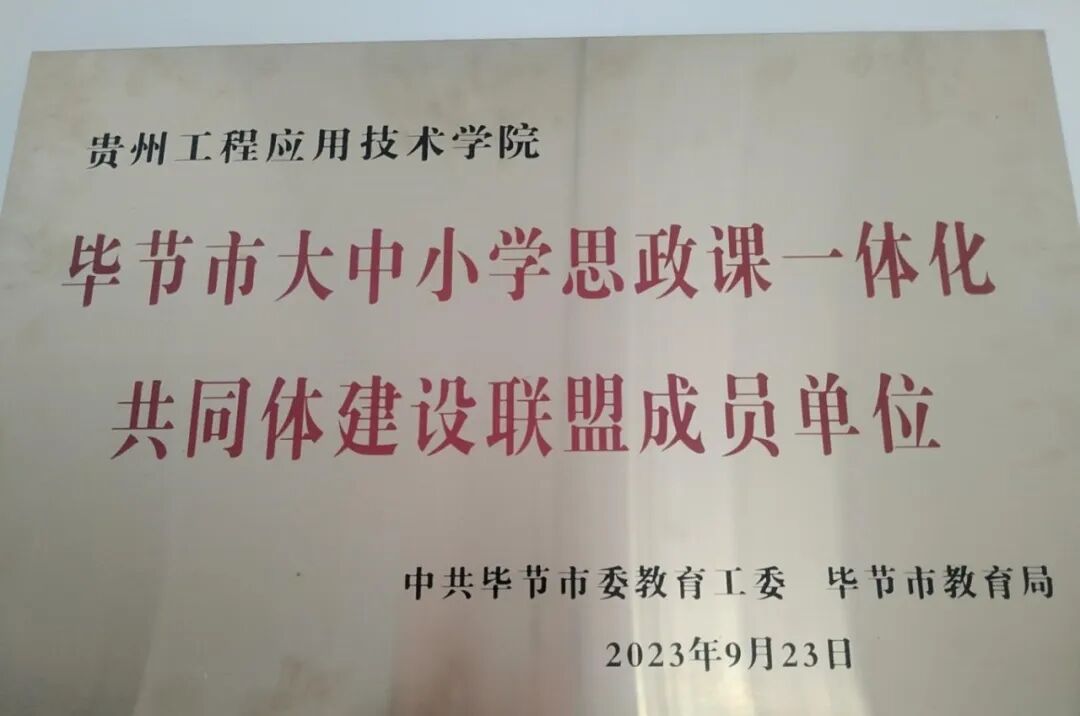 贵州工程应用技术学院
毕节市大中小学思政课一体化
共同体建设联盟成员单位
中共毕节市委教育工委 毕节市教育局
2023年9月23日